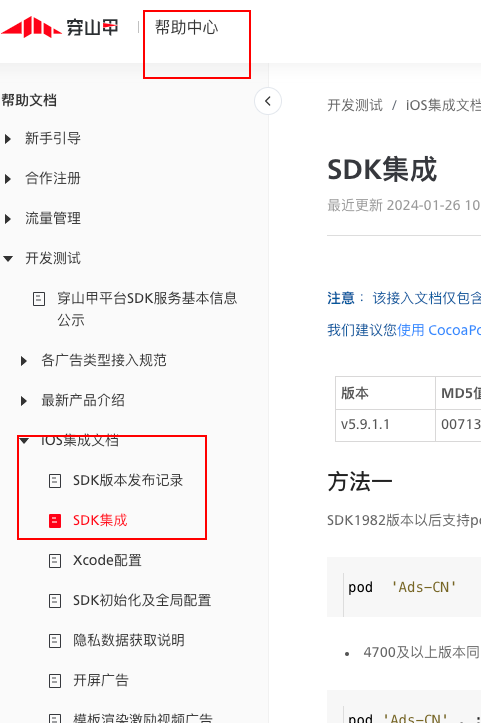 穿山甲
帮助中心
帮助文档
新手引导
合作注册
流量管理
开发测试
穿山甲平台SDK服务基本信息
公示
各广告类型接入规范
最新产品介绍
iOS集成文档
SDK版本发布记录
SDK集成
Xcode配置
SDK初始化及全局配置
隐私数据获取说明
开屏广告
模板渲染激励视频广告
开发测试 / iOS集成文档
SDK集成
最近更新 2024-01-26 10
注意： 该接入文档仅包含
我们建议您使用 CocoaPo
版本 MD5值
v5.9.1.1 00713
方法一
SDK1982版本以后支持po
pod 'Ads-CN'
4700及以上版本同
pod 'Ads-CN', :